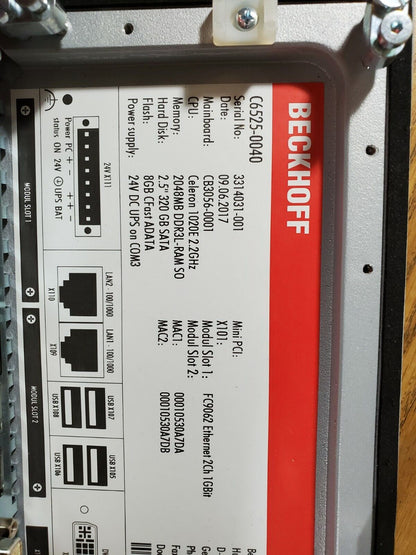 BECKHOFF
C6525-0040
Serial No: 3314031-001
Date: 09.06.2017
Mainboard: CB3056-0001
CPU: Celeron 1020E 2.2GHz
Memory: 2048MB DDR3L-RAM SO
Hard Disk: 2.5" 320 GB SATA
Flash: 8GB CFast ADATA
Power supply: 24V DC UPS on COM3
Mini PCI:
X101:
Modul Slot 1: FC9062 Ethernet 2Ch 1GBit
Modul Slot 2:
MAC1: 00010530A7DA
MAC2: 00010530A7DB
24V X111
Power PC + - + -
status ON 24V UPS BAT
LAN2 - 100/1000
X110
LAN1 - 100/1000
X109
USB X107
USB X108
USB X105
USB X106
MODUL SLOT 1
MODUL SLOT 2